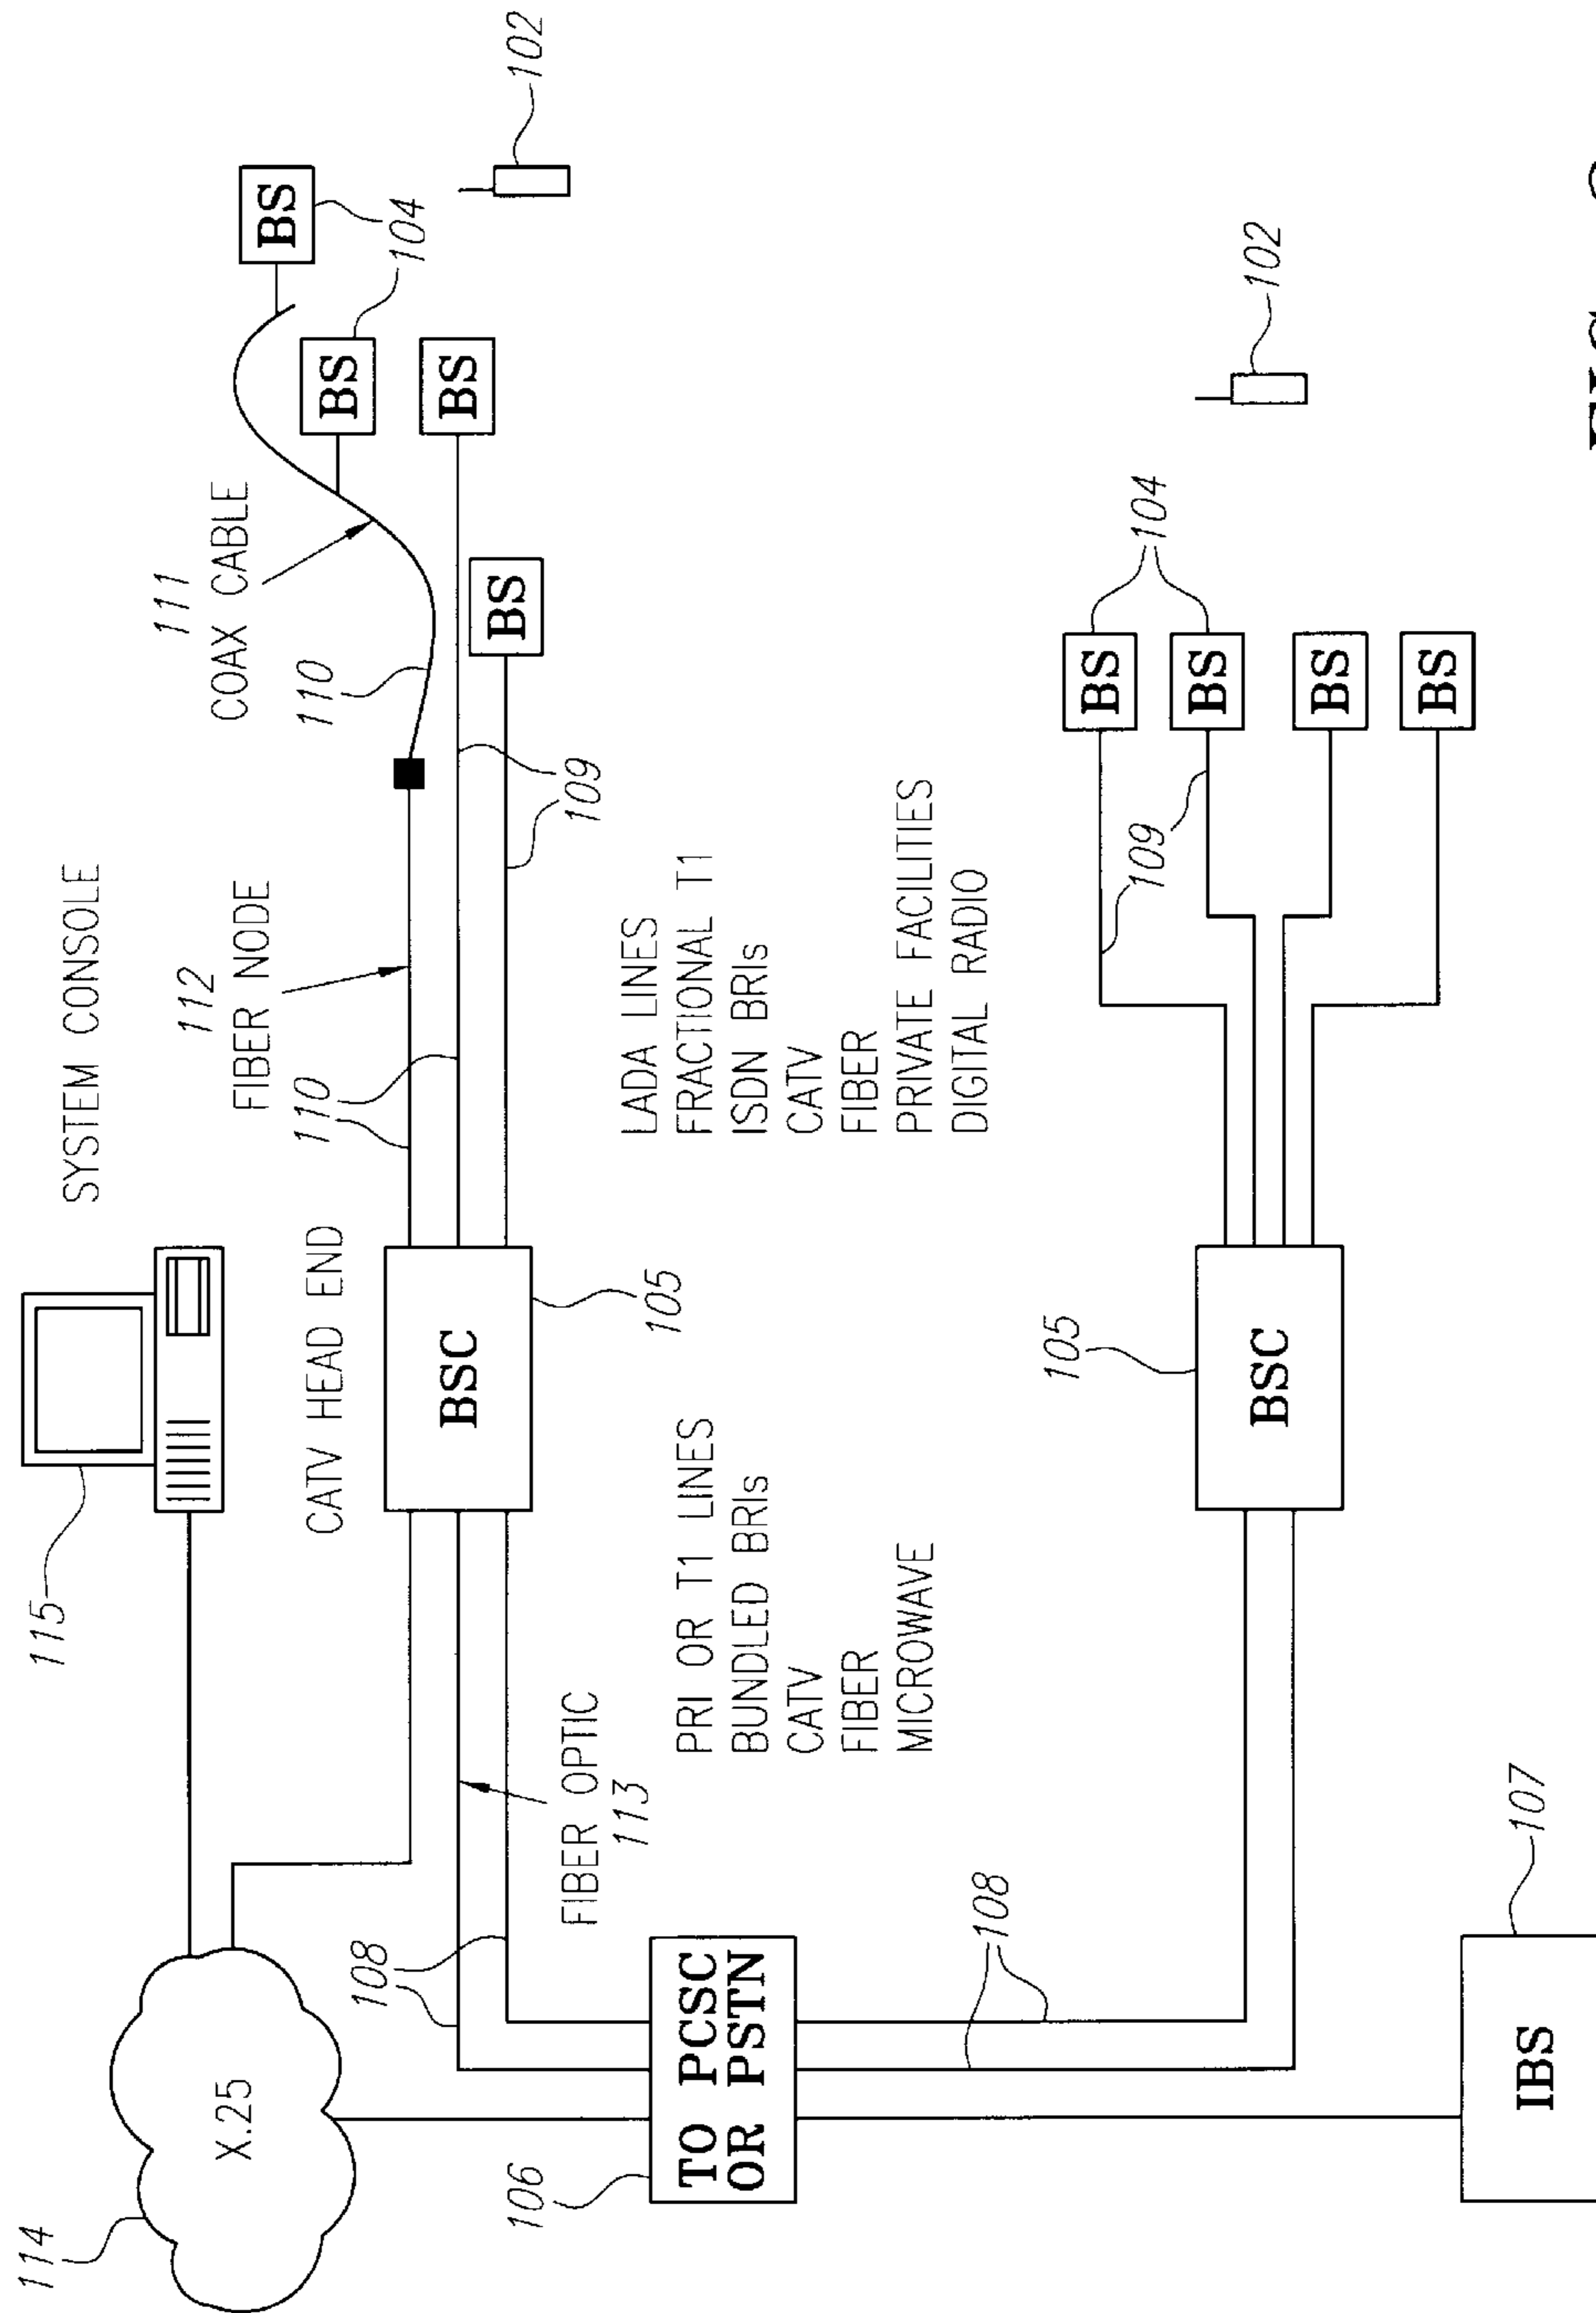 114
X.25
115
SYSTEM CONSOLE
CATV HEAD END
112
FIBER NODE
111
COAX CABLE
110
110
BS
BS
104
BS
BS
102
108
FIBER OPTIC
113
BSC
105
109
106
TO PCSC
OR PSTN
PRI OR T1 LINES
BUNDLED BRIs
CATV
FIBER
MICROWAVE
LADA LINES
FRACTIONAL T1
ISDN BRIs
CATV
FIBER
PRIVATE FACILITIES
DIGITAL RADIO
108
105
BSC
109
BS
BS
BS
BS
104
102
107
IBS